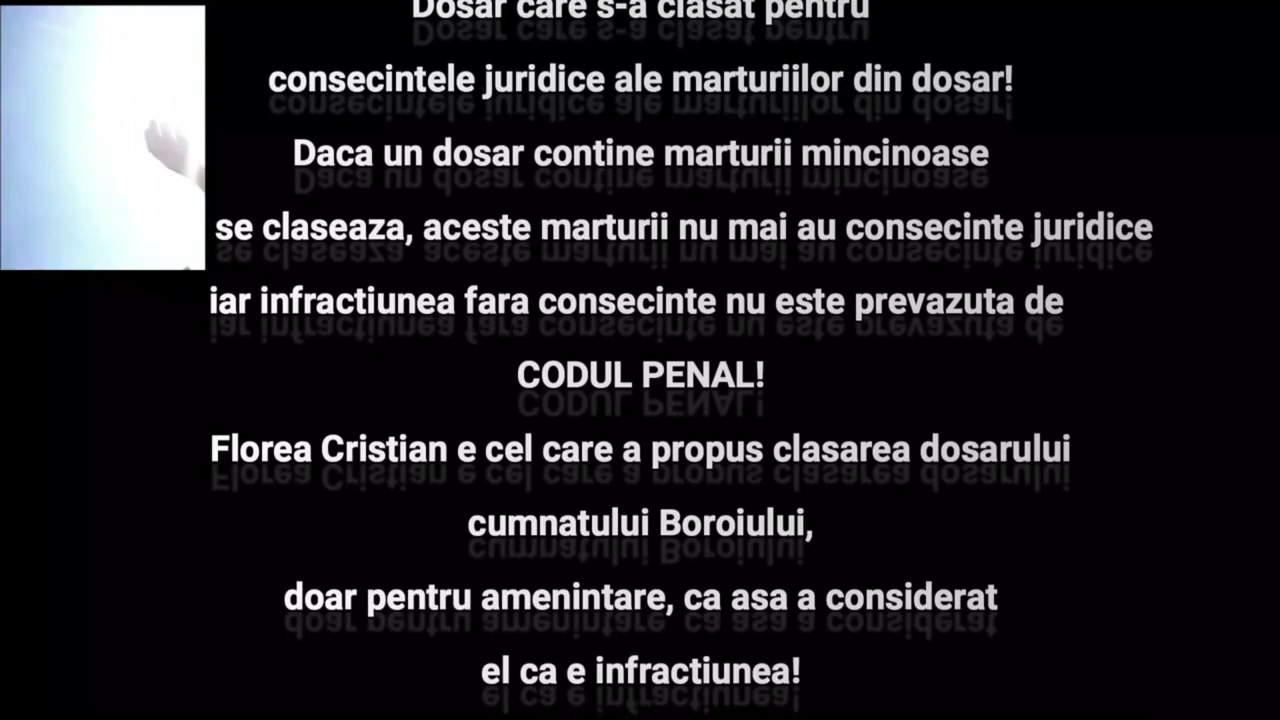 Dosar care s-a clasat pentru
consecintele juridice ale marturiilor din dosar!
Daca un dosar contine marturii mincinoase
se claseaza, aceste marturii nu mai au consecinte juridice
iar infractiunea fara consecinte nu este prevazuta de
CODUL PENAL!
Florea Cristian e cel care a propus clasarea dosarului
cumnatului Boroiului,
doar pentru amenintare, ca asa a considerat
el ca e infractiunea!